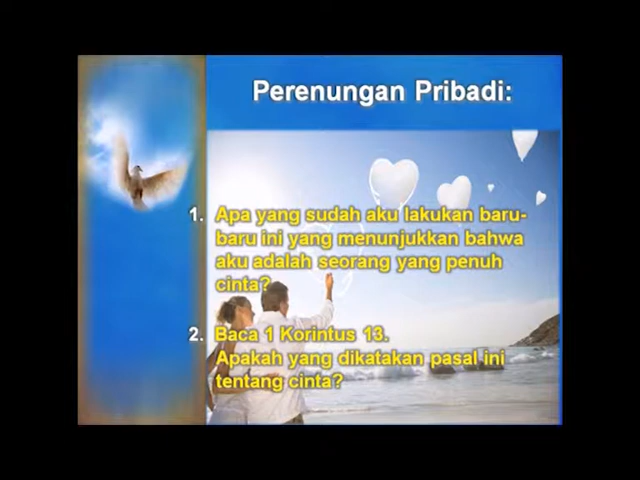 Perenungan Pribadi:
1. Apa yang sudah aku lakukan baru-
baru ini yang menunjukkan bahwa
aku adalah seorang yang penuh
cinta?
2. Baca 1 Korintus 13.
Apakah yang dikatakan pasal ini
tentang cinta?